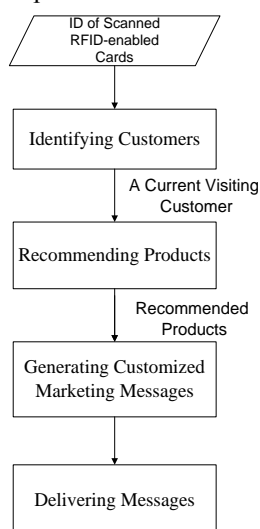 ID of Scanned
RFID-enabled
Cards
Identifying Customers
A Current Visiting
Customer
Recommending Products
Recommended
Products
Generating Customized
Marketing Messages
Delivering Messages